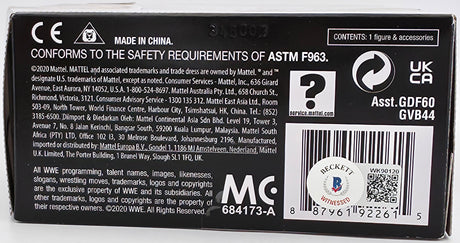 CE
MADE IN CHINA.
CONTENTS: 1 figure & accessories
CONFORMS TO THE SAFETY REQUIREMENTS OF ASTM F963.
UK
CA
©2020 Mattel. MATTEL and associated trademarks and trade dress are owned by Mattel. ® and ™
designate U.S. trademarks of Mattel, except as noted. Consumer Services - Mattel, Inc., 636 Girard
Avenue, East Aurora, NY 14052, U.S.A. 1-800-524-8697. Mattel Australia Pty. Ltd., 658 Church St.,
Richmond, Victoria, 3121. Consumer Advisory Service - 1300 135 312. Mattel East Asia Ltd., Room
503-09, North Tower, World Finance Centre, Harbour City, Tsimshatsui, HK, China. Tel.: (852)
3185-6500. Diimport & Diedarkan Oleh: Mattel Continental Asia Sdn Bhd. Level 19, Tower 3,
Avenue 7, No. 8 Jalan Kerinchi, Bangsar South, 59200 Kuala Lumpur, Malaysia. Mattel South
Africa (PTY) LTD, Office 102 I3, 30 Melrose Boulevard, Johannesburg 2196. Manufactured,
imported or distributed by: Mattel Europa B.V., Gondel 1, 1186 MJ Amstelveen, Nederland. Mattel
U.K. Limited, The Porter Building, 1 Brunel Way, Slough SL1 1FQ, UK.
?
service.mattel.com
Asst.GDF60
GVB44
All WWE programming, talent names, images, likenesses,
slogans, wrestling moves, trademarks, logos and copyrights
are the exclusive property of WWE and its subsidiaries. All
other trademarks, logos and copyrights are the property of
their respective owners. ©2020 WWE. All Rights Reserved.
MC
684173-A
BECKETT
B
WITNESSED
WK90120
8 87961 92261 5